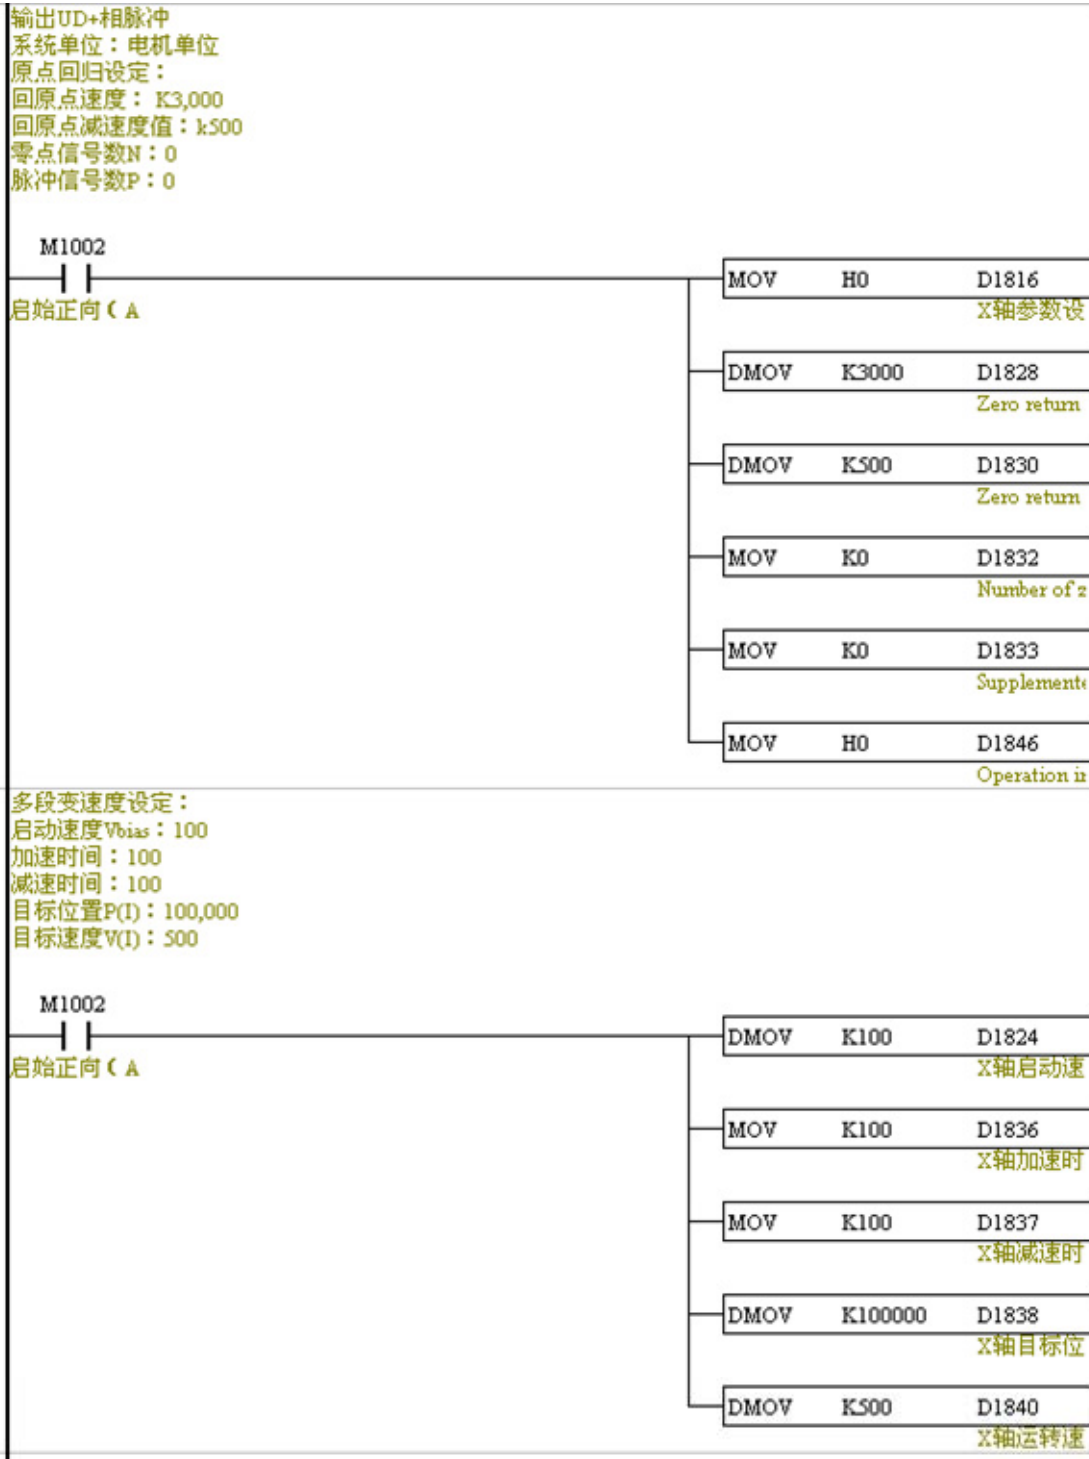 输出UD+相脉冲
系统单位：电机单位
原点回归设定：
回原点速度： K3,000
回原点减速度值：k500
零点信号数N：0
脉冲信号数P：0
M1002
启始正向（A
MOV H0 D1816
X轴参数设
DMOV K3000 D1828
Zero return
DMOV K500 D1830
Zero return
MOV K0 D1832
Number of z
MOV K0 D1833
Supplemente
MOV H0 D1846
Operation in
多段变速度设定：
启动速度Vbias：100
加速时间：100
减速时间：100
目标位置P(I)：100,000
目标速度V(I)：500
M1002
启始正向（A
DMOV K100 D1824
X轴启动速
MOV K100 D1836
X轴加速时
MOV K100 D1837
X轴减速时
DMOV K100000 D1838
X轴目标位
DMOV K500 D1840
X轴运转速